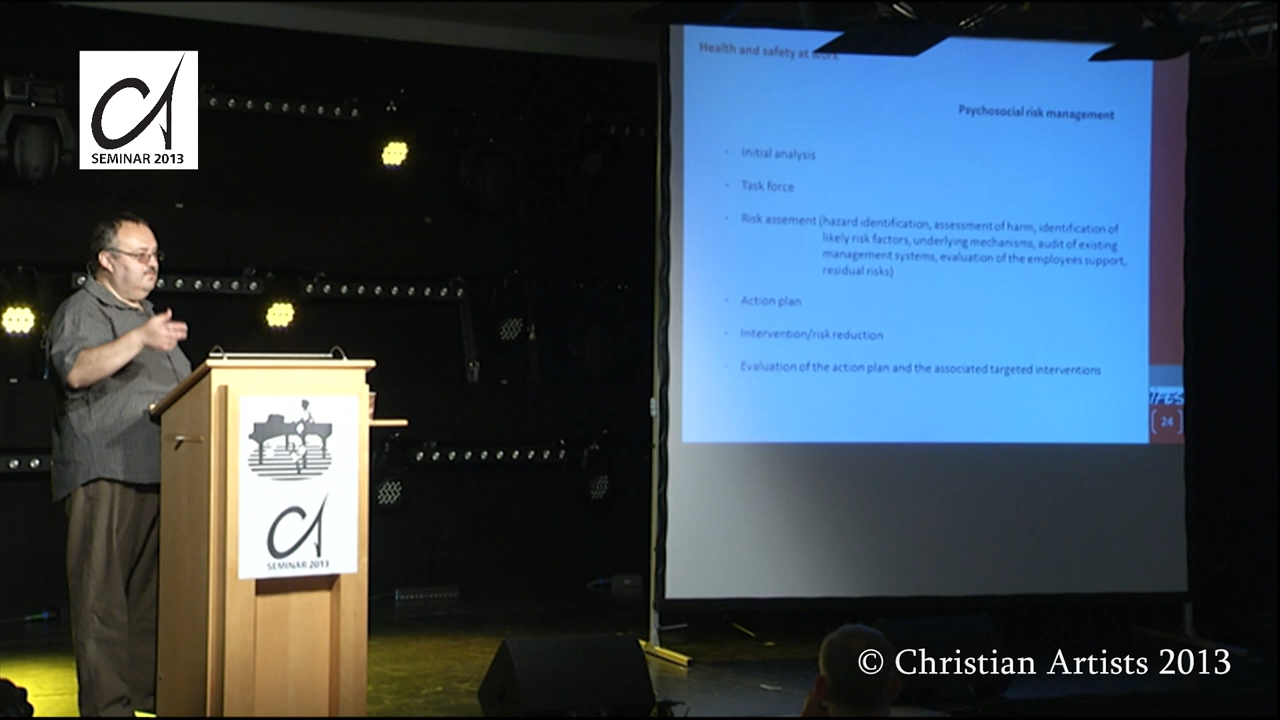 CA
SEMINAR 2013
Health and safety at work
Psychosocial risk management
- Initial analysis
- Task force
- Risk assement (hazard identification, assessment of harm, identification of
likely risk factors, underlying mechanisms, audit of existing
management systems, evaluation of the employees support,
residual risks)
- Action plan
- Intervention/risk reduction
- Evaluation of the action plan and the associated targeted interventions
IFES
24
CA
SEMINAR 2013
© Christian Artists 2013